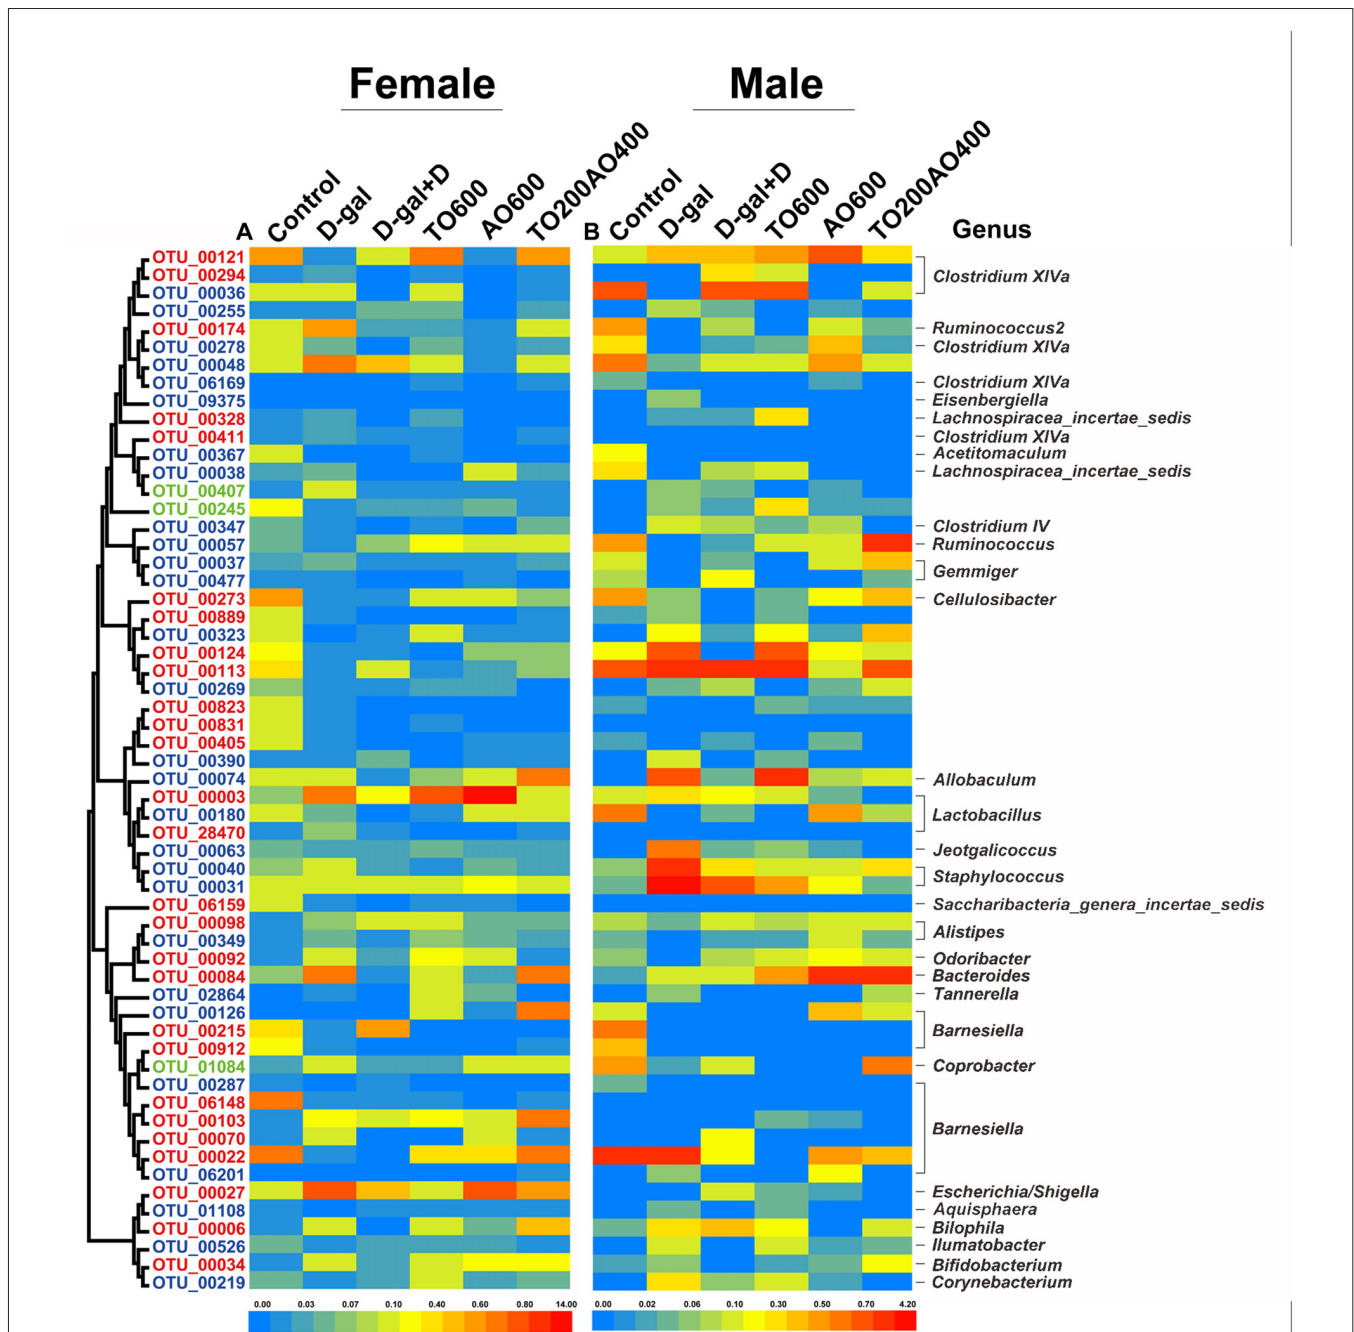 Female Male
Control D-gal D-gal+D TO600 AO600 TO200AO400 Control D-gal D-gal+D TO600 AO600 TO200AO400
A B Genus
OTU_00121
OTU_00294 Clostridium XIVa
OTU_00036
OTU_00255
OTU_00174 Ruminococcus2
OTU_00278 Clostridium XIVa
OTU_00048
OTU_06169 Clostridium XIVa
OTU_09375 Eisenbergiella
OTU_00328 Lachnospiracea_incertae_sedis
OTU_00411 Clostridium XIVa
OTU_00367 Acetitomaculum
OTU_00038 Lachnospiracea_incertae_sedis
OTU_00407
OTU_00245
OTU_00347 Clostridium IV
OTU_00057 Ruminococcus
OTU_00037
Gemmiger
OTU_00477
OTU_00273 Cellulosibacter
OTU_00889
OTU_00323
OTU_00124
OTU_00113
OTU_00269
OTU_00823
OTU_00831
OTU_00405
OTU_00390
OTU_00074 Allobaculum
OTU_00003
OTU_00180 Lactobacillus
OTU_28470
OTU_00063 Jeotgalicoccus
OTU_00040
Staphylococcus
OTU_00031
OTU_06159 Saccharibacteria_genera_incertae_sedis
OTU_00098
Alistipes
OTU_00349
OTU_00092 Odoribacter
OTU_00084 Bacteroides
OTU_02864 Tannerella
OTU_00126
OTU_00215 Barnesiella
OTU_00912
OTU_01084 Coprobacter
OTU_00287
OTU_06148
OTU_00103
Barnesiella
OTU_00070
OTU_00022
OTU_06201
OTU_00027 Escherichia/Shigella
OTU_01108 Aquisphaera
OTU_00006 Bilophila
OTU_00526 Ilumatobacter
OTU_00034 Bifidobacterium
OTU_00219 Corynebacterium
0.00 0.03 0.07 0.10 0.40 0.60 0.80 14.00 0.00 0.02 0.06 0.10 0.30 0.50 0.70 4.20